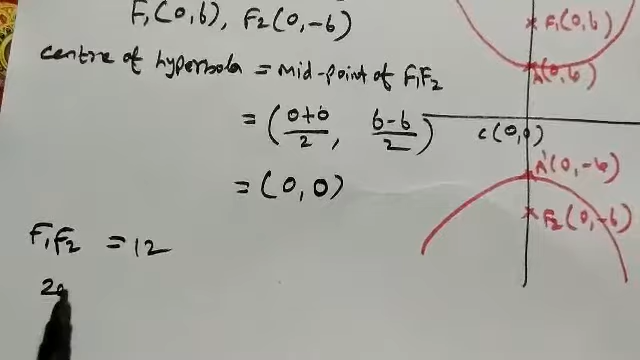 F₁(0,6), F₂(0,-6)
centre of hyperbola = mid-point of F₁F₂
= (0+0/2, 6-6/2)
= (0,0)
F₁F₂ = 12
F₁(0,6)
A(0,6)
C(0,0)
A'(0,-6)
F₂(0,-6)